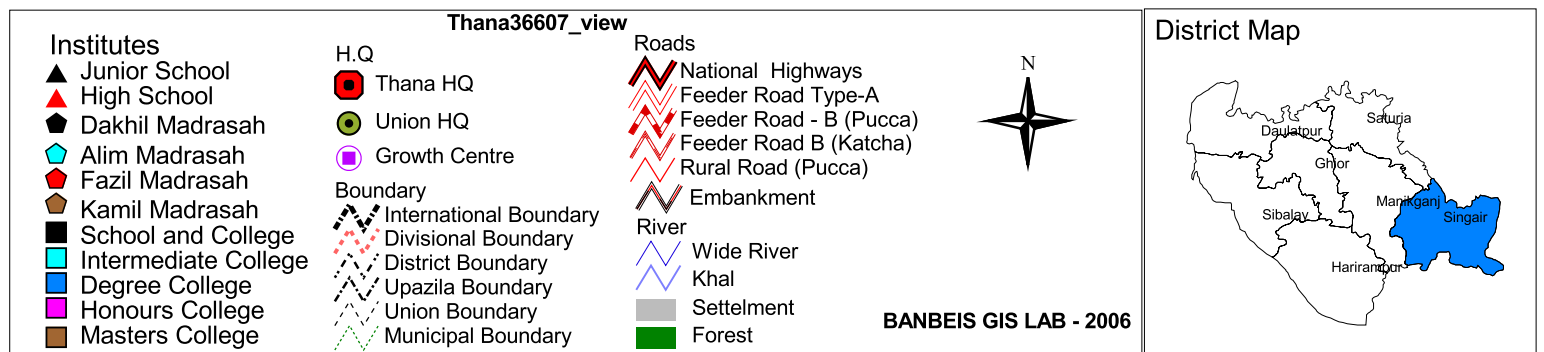 Thana36607_view
Institutes
Junior School
High School
Dakhil Madrasah
Alim Madrasah
Fazil Madrasah
Kamil Madrasah
School and College
Intermediate College
Degree College
Honours College
Masters College
H.Q
Thana HQ
Union HQ
Growth Centre
Boundary
International Boundary
Divisional Boundary
District Boundary
Upazila Boundary
Union Boundary
Municipal Boundary
Roads
National Highways
Feeder Road Type-A
Feeder Road - B (Pucca)
Feeder Road B (Katcha)
Rural Road (Pucca)
Embankment
River
Wide River
Khal
Settelment
Forest
N
BANBEIS GIS LAB - 2006
District Map
Saturia
Daulatpur
Ghior
Manikganj
Sibalay
Singair
Harirampur